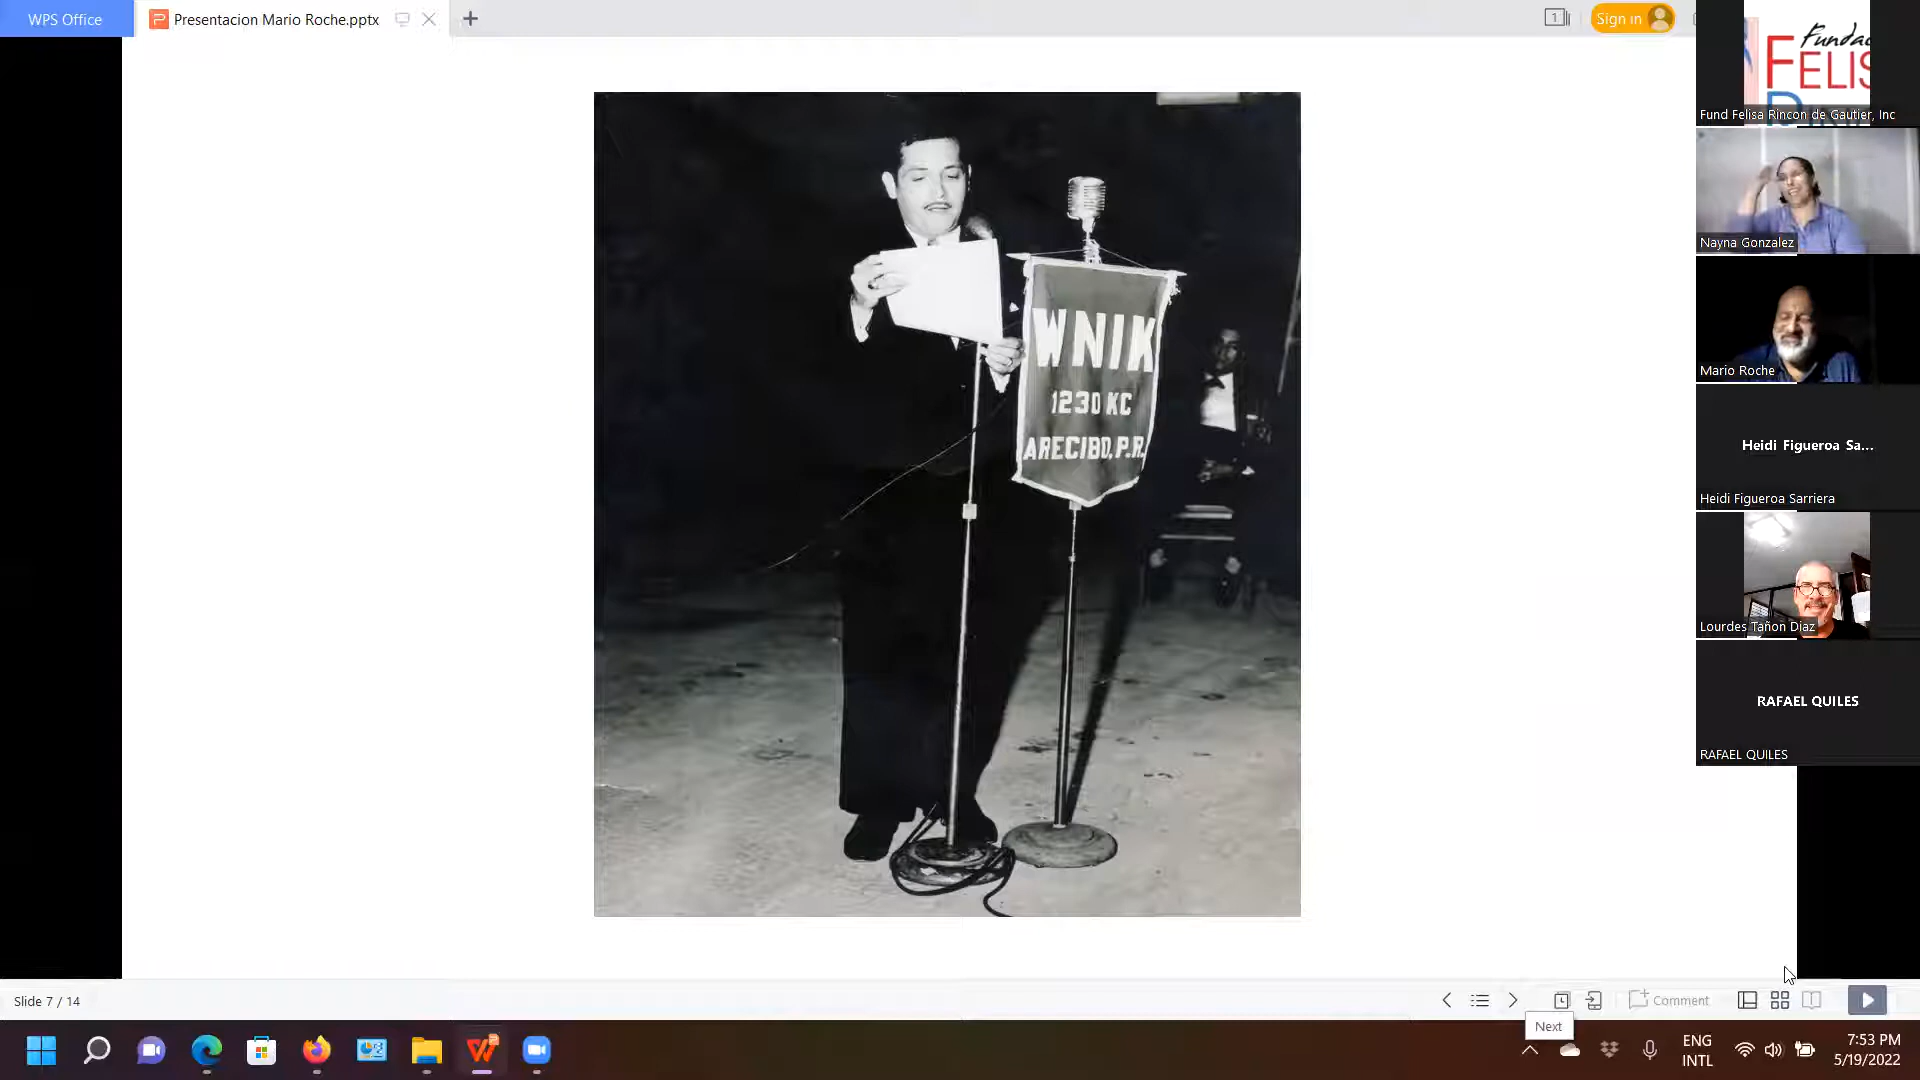 WPS Office
Presentacion Mario Roche.pptx
1
Sign in
FELIS
Fund Felisa Rincon de Gautier, Inc
Nayna Gonzalez
Mario Roche
Heidi Figueroa Sa...
Heidi Figueroa Sarriera
Lourdes Tañon Diaz
RAFAEL QUILES
RAFAEL QUILES
WNIK
1230 KC
ARECIBO, P.R.
Slide 7 / 14
Comment
Next
ENG
INTL
7:53 PM
5/19/2022